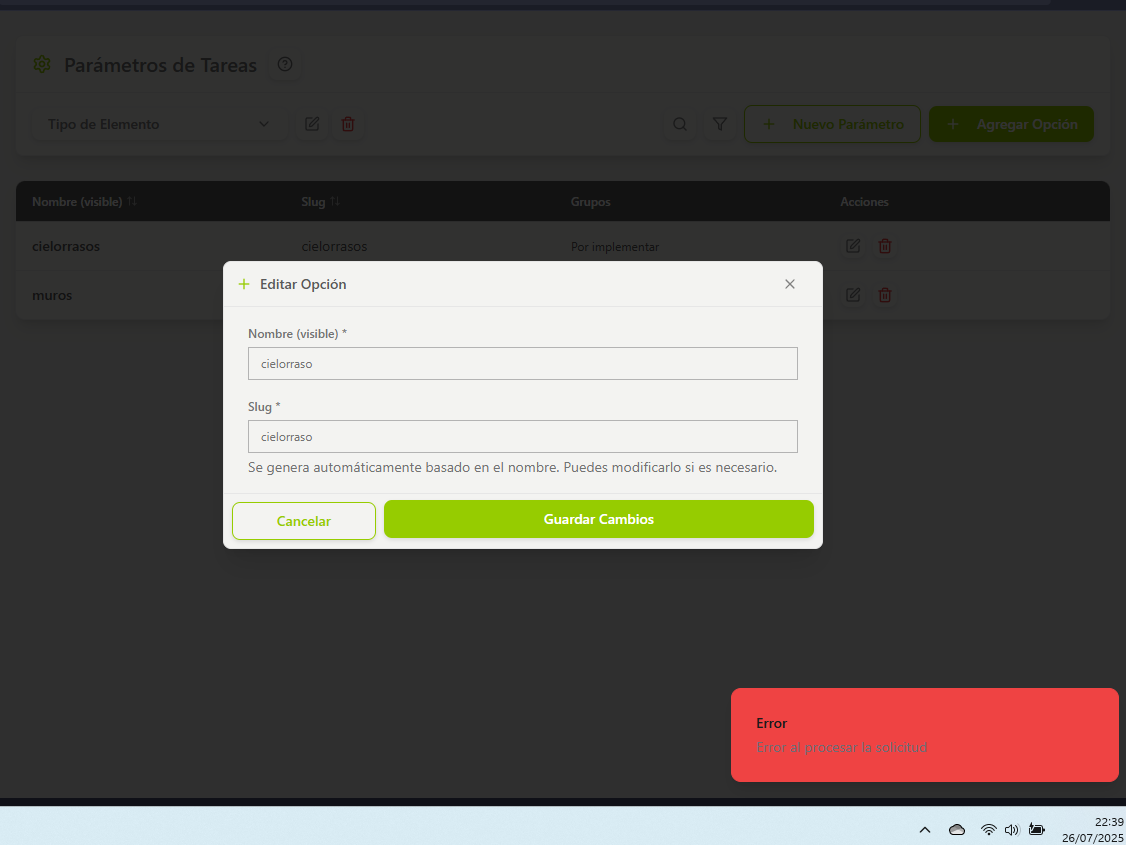 Parámetros de Tareas
Tipo de Elemento
Nuevo Parámetro
Agregar Opción
Nombre (visible) Slug Grupos Acciones
cielorrasos cielorrasos Por implementar
muros
Editar Opción
Nombre (visible) *
cielorraso
Slug *
cielorraso
Se genera automáticamente basado en el nombre. Puedes modificarlo si es necesario.
Cancelar
Guardar Cambios
Error
Error al procesar la solicitud
22:39
26/07/2025